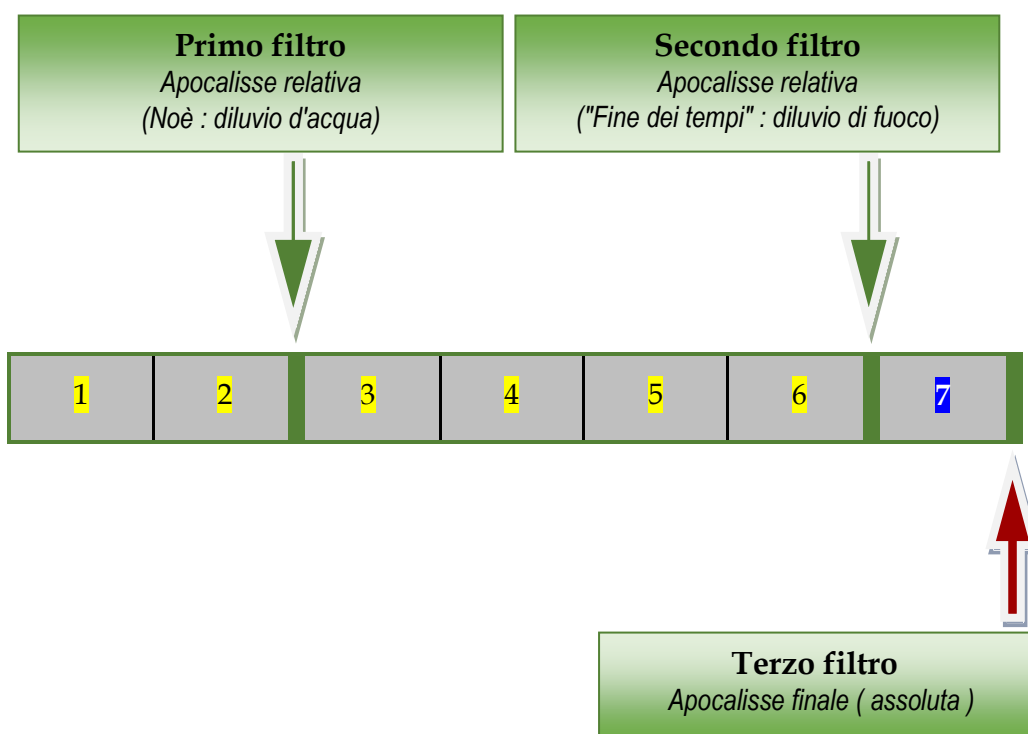 Primo filtro
Apocalisse relativa
(Noè : diluvio d'acqua)
Secondo filtro
Apocalisse relativa
("Fine dei tempi" : diluvio di fuoco)
1 2 3 4 5 6 7
Terzo filtro
Apocalisse finale ( assoluta )